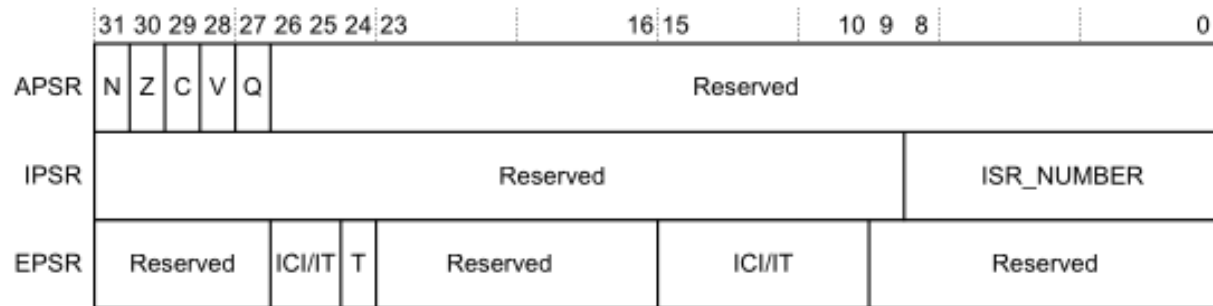 31 30 29 28 27 26 25 24 23 16 15 10 9 8 0
APSR N Z C V Q Reserved
IPSR Reserved ISR_NUMBER
EPSR Reserved ICI/IT T Reserved ICI/IT Reserved